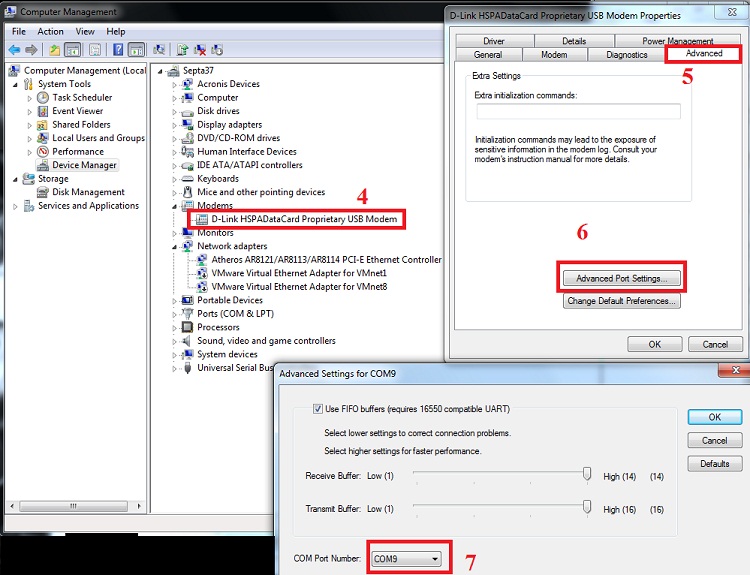 Computer Management
File Action View Help
Computer Management (Local
System Tools
Task Scheduler
Event Viewer
Shared Folders
Local Users and Groups
Performance
Device Manager
Storage
Disk Management
Services and Applications
Septa37
Acronis Devices
Computer
Disk drives
Display adapters
DVD/CD-ROM drives
Human Interface Devices
IDE ATA/ATAPI controllers
Keyboards
Mice and other pointing devices
4
Modems
D-Link HSPADataCard Proprietary USB Modem
Monitors
Network adapters
Atheros AR8121/AR8113/AR8114 PCI-E Ethernet Controller
VMware Virtual Ethernet Adapter for VMnet1
VMware Virtual Ethernet Adapter for VMnet8
Portable Devices
Ports (COM & LPT)
Processors
Sound, video and game controllers
System devices
Universal Serial Bus
D-Link HSPADataCard Proprietary USB Modem Properties
Driver Details Power Management
General Modem Diagnostics Advanced
5
Extra Settings
Extra initialization commands:
Initialization commands may lead to the exposure of
sensitive information in the modem log. Consult your
modem's instruction manual for more details.
6
Advanced Port Settings...
Change Default Preferences...
OK Cancel
Advanced Settings for COM9
Use FIFO buffers (requires 16550 compatible UART)
Select lower settings to correct connection problems.
Select higher settings for faster performance.
Receive Buffer: Low (1) High (14) (14)
Transmit Buffer: Low (1) High (16) (16)
COM Port Number: COM9 7
OK
Cancel
Defaults